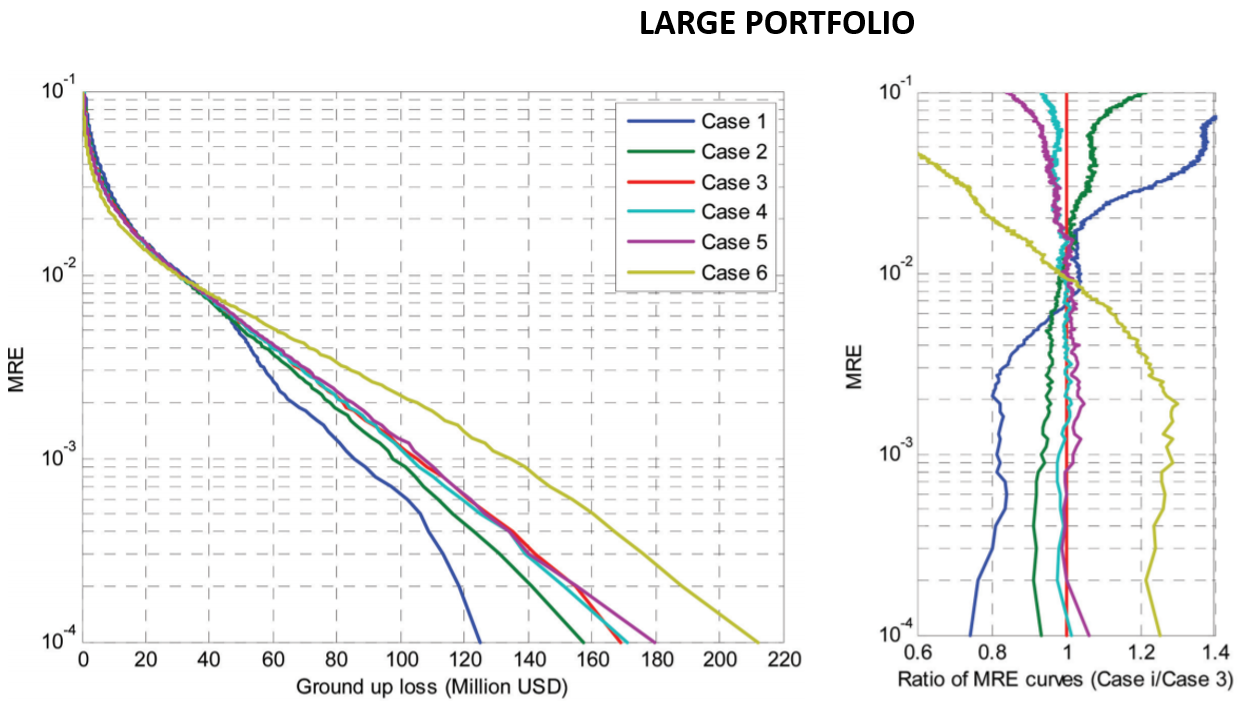 LARGE PORTFOLIO
10-1
10-2
10-3
10-4
MRE
0 20 40 60 80 100 120 140 160 180 200 220
Ground up loss (Million USD)
Case 1
Case 2
Case 3
Case 4
Case 5
Case 6
10-1
10-2
10-3
10-4
MRE
0.6 0.8 1 1.2 1.4
Ratio of MRE curves (Case i/Case 3)